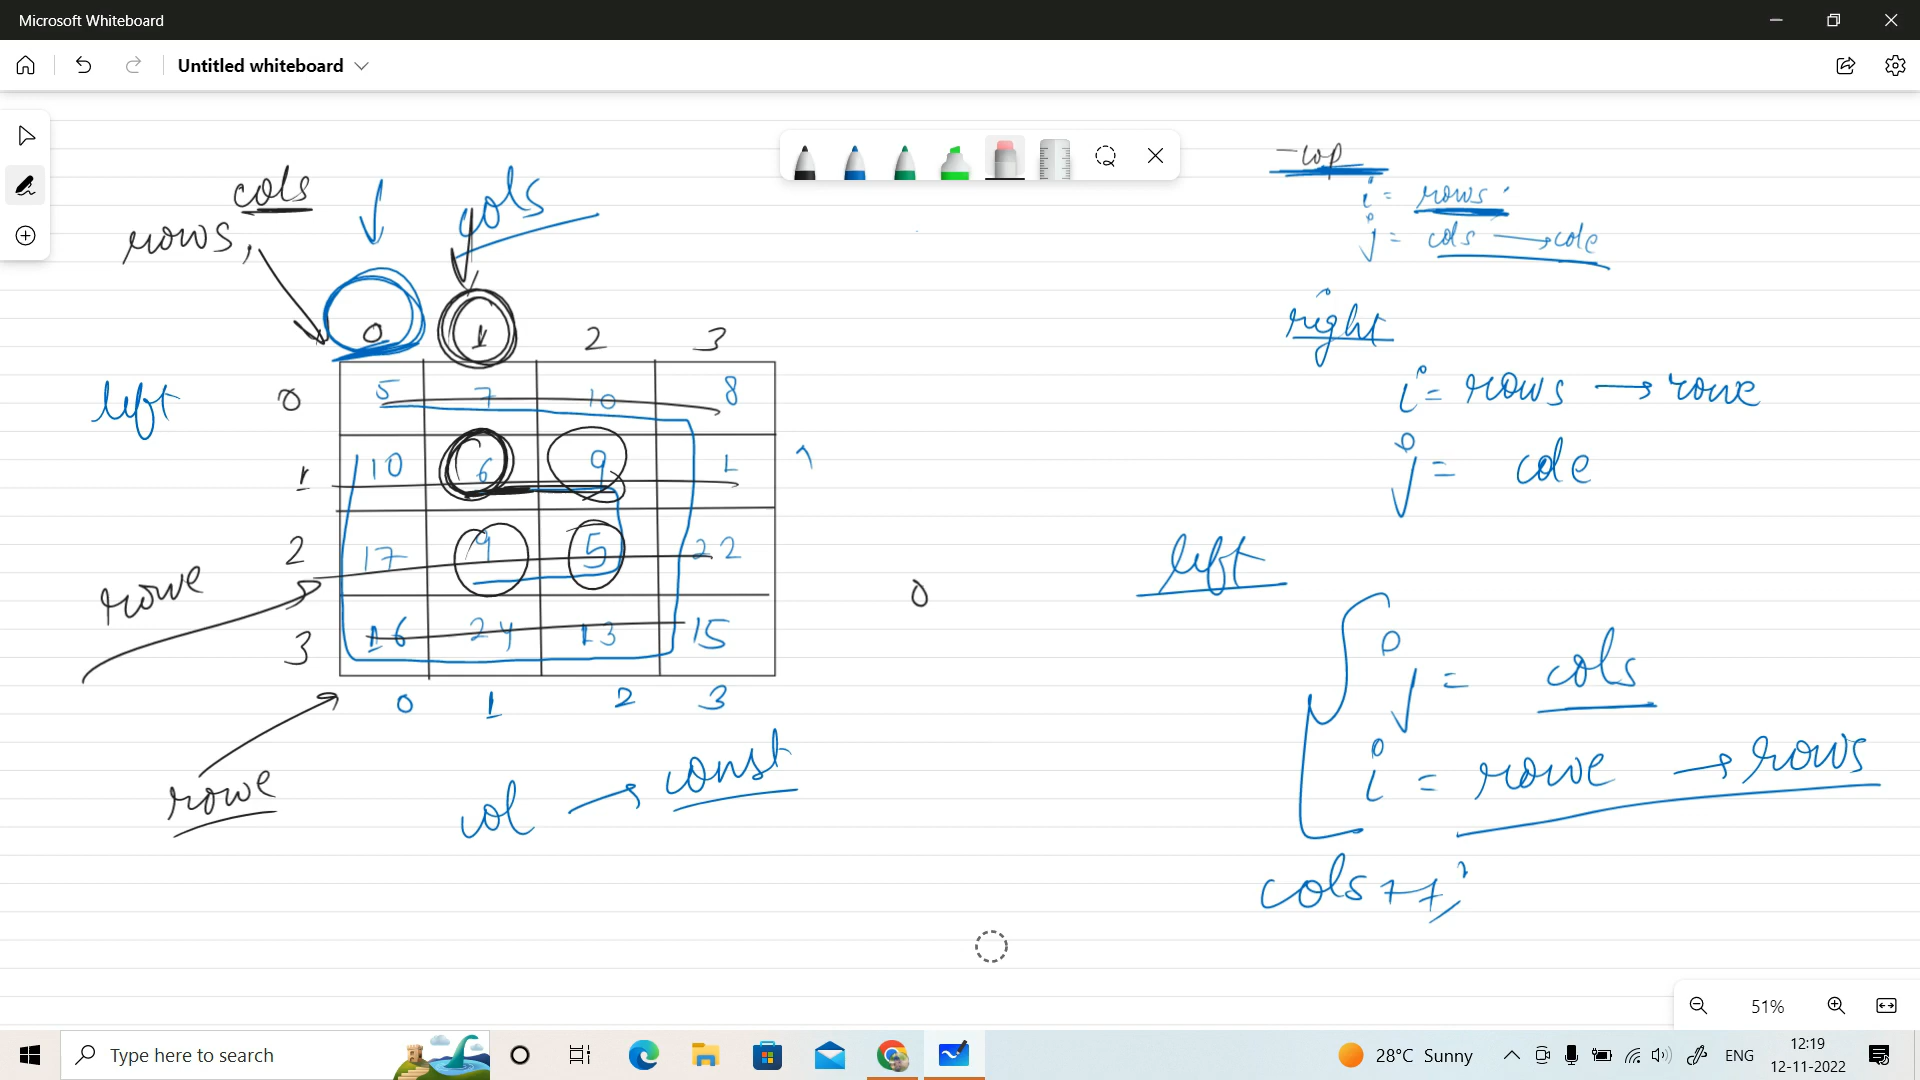 Microsoft Whiteboard
Untitled whiteboard
cols
rows,
cols
0 1 2 3
left
0 5 7 10 8
1 10 6 9 1
2 17 9 5 22
rowe
3 16 24 13 15
0 1 2 3
rowe
col → const
0
top
i = rows
j = cols → cole
right
i = rows → rowe
j = cole
left
j = cols
i = rowe → rows
cols++;
51%
Type here to search
28°C Sunny
ENG
12:19
12-11-2022